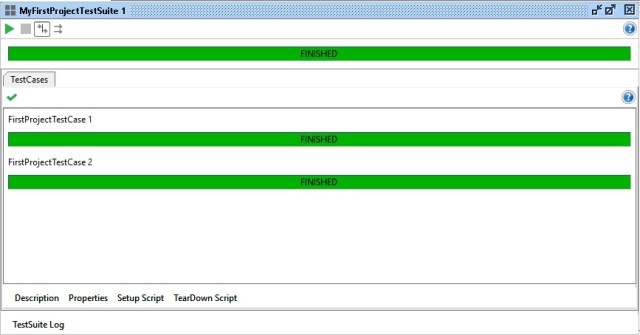 MyFirstProjectTestSuite 1
FINISHED
TestCases
FirstProjectTestCase 1
FINISHED
FirstProjectTestCase 2
FINISHED
Description Properties Setup Script TearDown Script
TestSuite Log